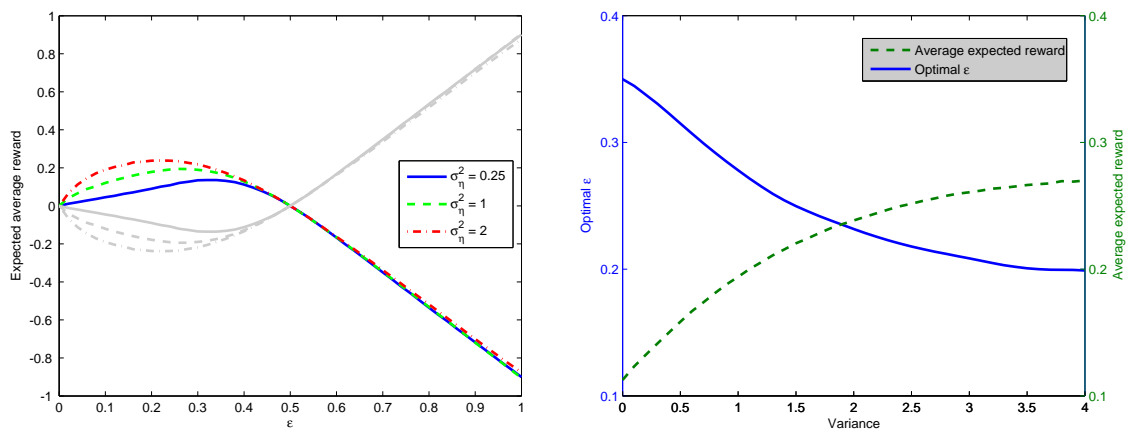 1
0.8
0.6
0.4
0.2
0
-0.2
-0.4
-0.6
-0.8
-1
Expected average reward
0 0.1 0.2 0.3 0.4 0.5 0.6 0.7 0.8 0.9 1
ε
σ²η = 0.25
σ²η = 1
σ²η = 2
0.4
0.3
0.2
0.1
Optimal ε
0 0.5 1 1.5 2 2.5 3 3.5 4
Variance
Average expected reward
Optimal ε
0.4
0.3
0.2
0.1
Average expected reward